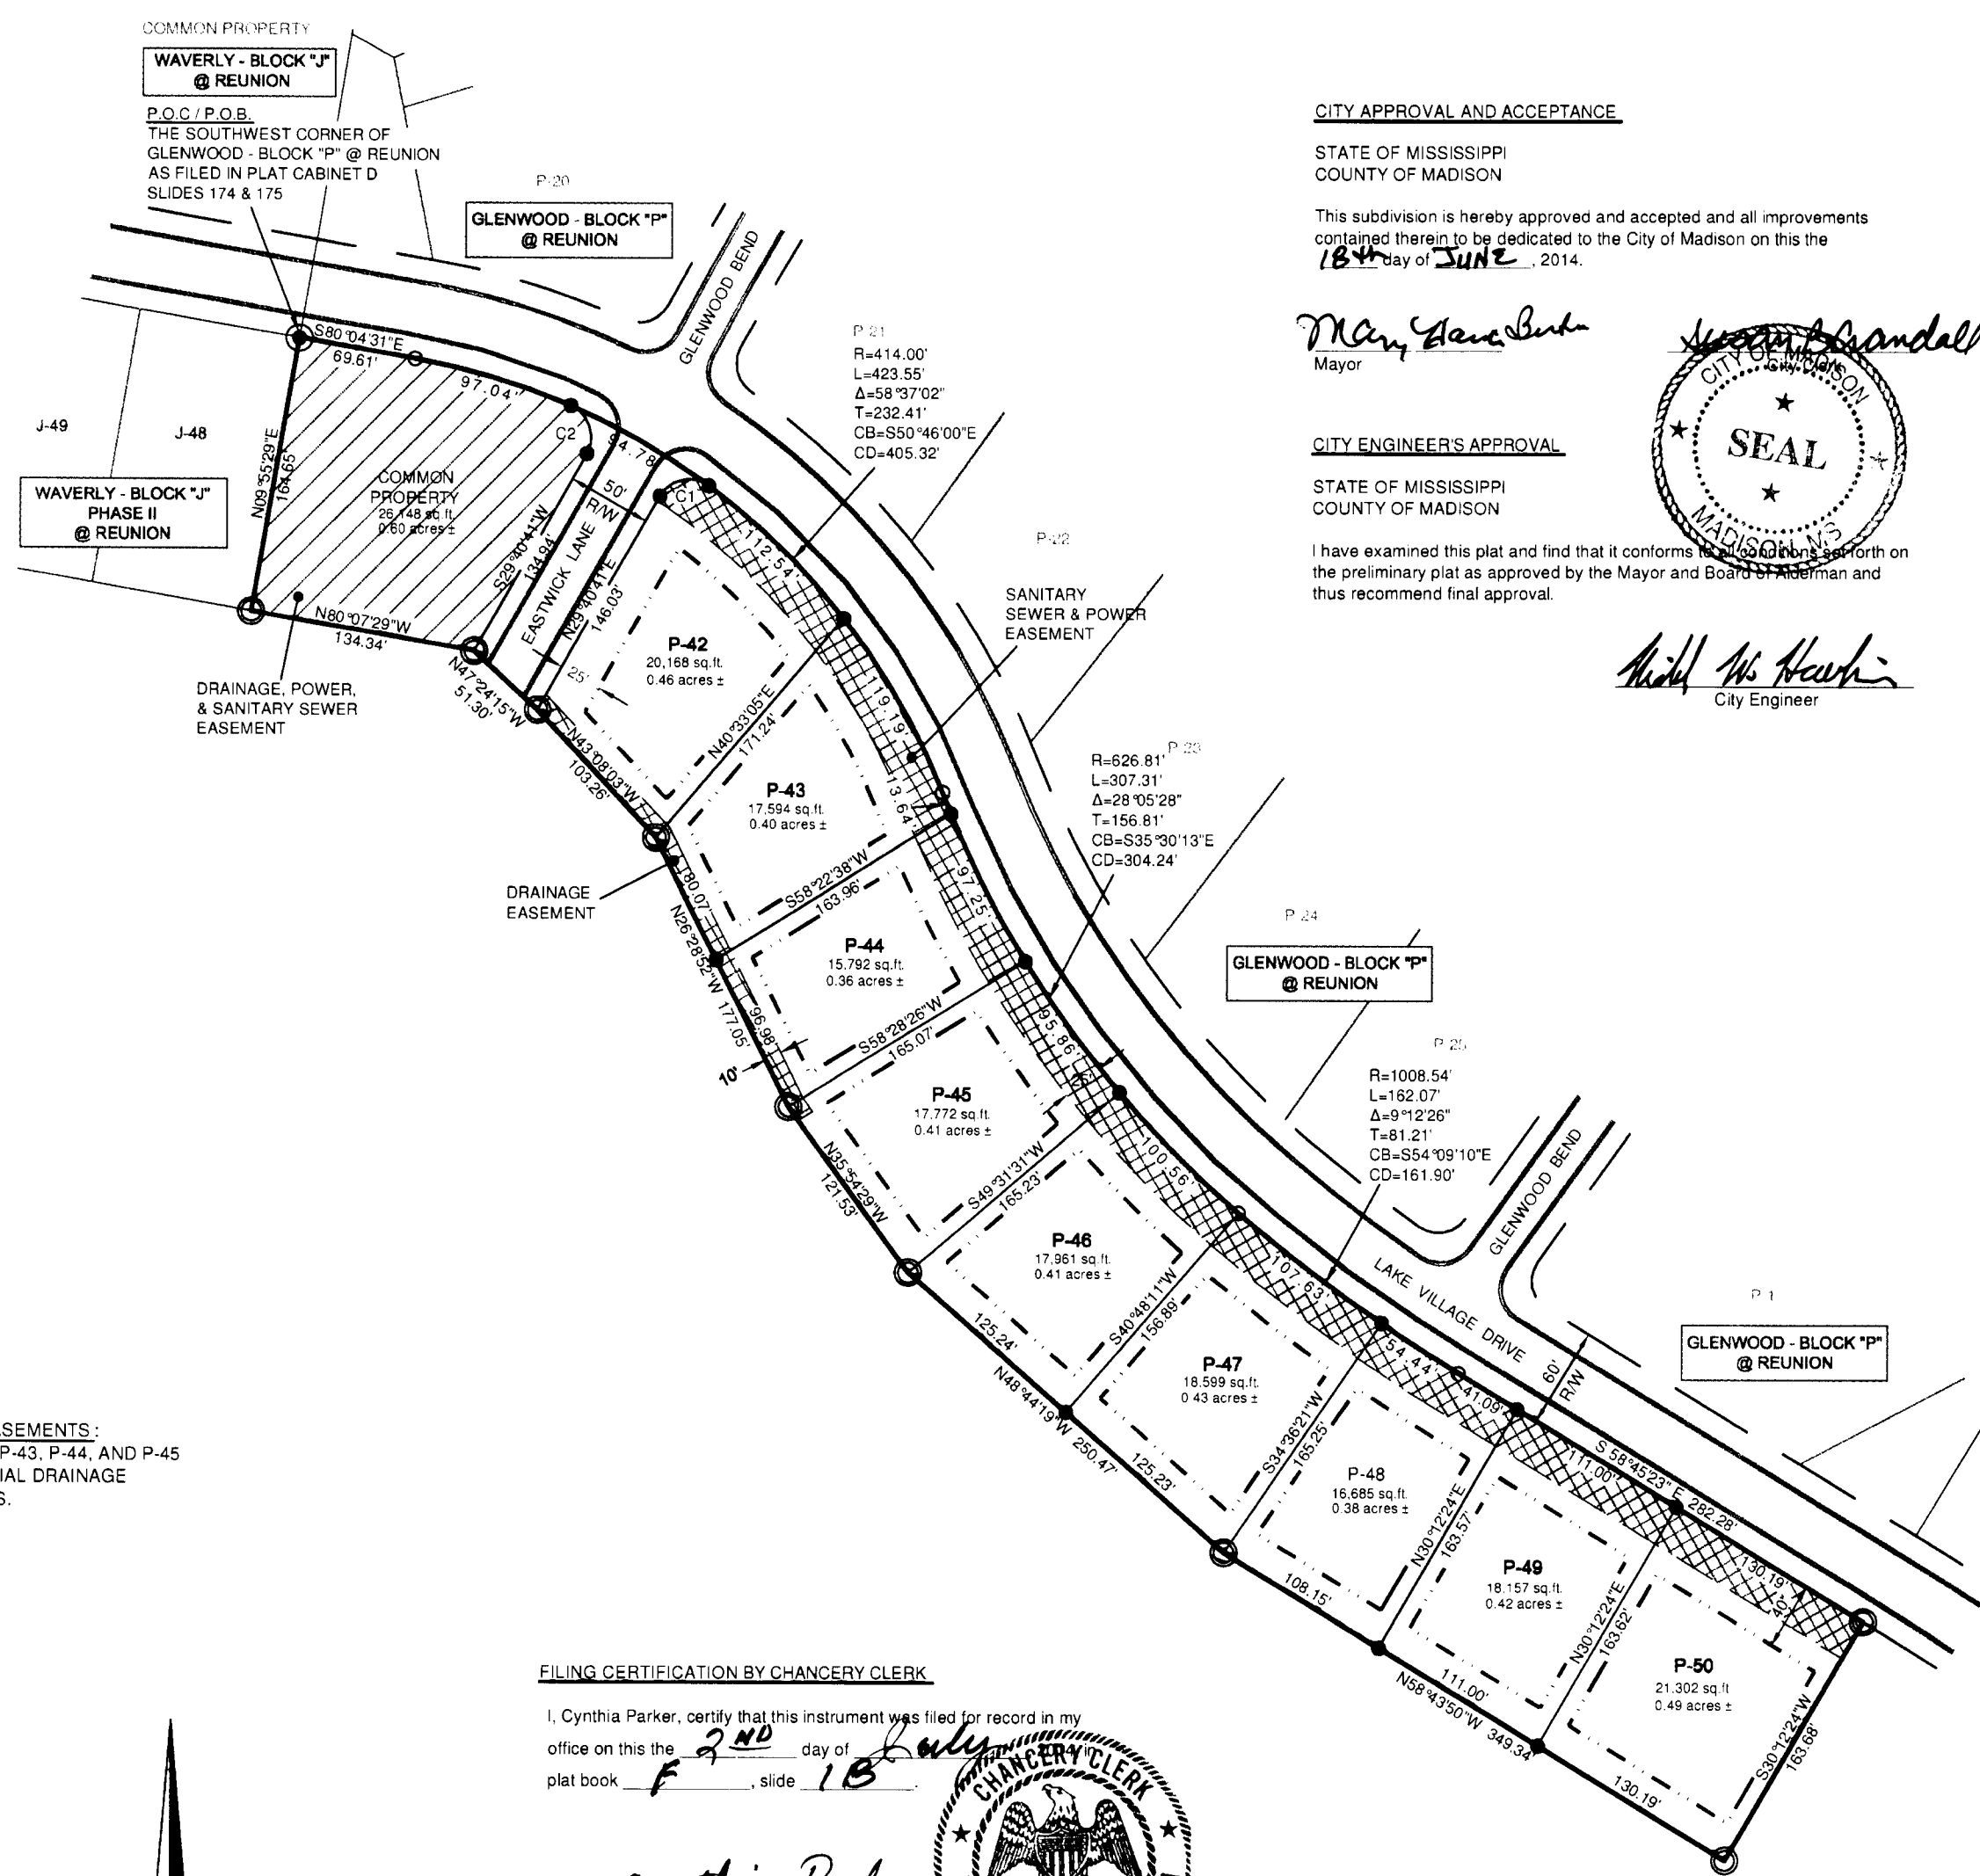 COMMON PROPERTY
WAVERLY - BLOCK "J"
@ REUNION
P.O.C / P.O.B.
THE SOUTHWEST CORNER OF
GLENWOOD - BLOCK "P" @ REUNION
AS FILED IN PLAT CABINET D
SLIDES 174 & 175
P-20
GLENWOOD - BLOCK "P"
@ REUNION
GLENWOOD BEND
CITY APPROVAL AND ACCEPTANCE
STATE OF MISSISSIPPI
COUNTY OF MADISON
This subdivision is hereby approved and accepted and all improvements
contained therein to be dedicated to the City of Madison on this the
18th day of JUNE, 2014.
Mayor
City Clerk
CITY OF MADISON
SEAL
MADISON, MS
CITY ENGINEER'S APPROVAL
STATE OF MISSISSIPPI
COUNTY OF MADISON
I have examined this plat and find that it conforms to all conditions set forth on
the preliminary plat as approved by the Mayor and Board of Alderman and
thus recommend final approval.
City Engineer
P-21
R=414.00'
L=423.55'
Δ=58°37'02"
T=232.41'
CB=S50°46'00"E
CD=405.32'
S80°04'31"E
69.61'
97.04'
C2
94.78'
C1
J-49
J-48
N09°55'29"E
164.65'
COMMON
PROPERTY
26,148 sq.ft.
0.60 acres ±
WAVERLY - BLOCK "J"
PHASE II
@ REUNION
50'
R/W
S29°40'41"W
134.94'
EASTWICK LANE
N29°40'41"E
146.03'
25'
N80°07'29"W
134.34'
N47°24'15"W
51.30'
DRAINAGE, POWER,
& SANITARY SEWER
EASEMENT
112.54'
P-22
SANITARY
SEWER & POWER
EASEMENT
P-42
20,168 sq.ft.
0.46 acres ±
N43°08'03"W
103.26'
N40°33'05"E
171.24'
119.19'
13.64'
P-43
17,594 sq.ft.
0.40 acres ±
P-23
R=626.81'
L=307.31'
Δ=28°05'28"
T=156.81'
CB=S35°30'13"E
CD=304.24'
DRAINAGE
EASEMENT
80.07'
N26°28'52"W 177.05'
96.98'
10'
S58°22'38"W
163.96'
97.25'
P-44
15,792 sq.ft.
0.36 acres ±
P-24
GLENWOOD - BLOCK "P"
@ REUNION
S58°28'26"W
165.07'
95.86'
25'
P-45
17,772 sq.ft.
0.41 acres ±
P-25
R=1008.54'
L=162.07'
Δ=9°12'26"
T=81.21'
CB=S54°09'10"E
CD=161.90'
N35°54'29"W
121.53'
S49°31'31"W
165.23'
100.56'
GLENWOOD BEND
P-46
17,961 sq.ft.
0.41 acres ±
125.24'
N48°44'19"W 250.47'
125.23'
S40°48'11"W
156.89'
107.63'
LAKE VILLAGE DRIVE
P-1
GLENWOOD - BLOCK "P"
@ REUNION
P-47
18,599 sq.ft.
0.43 acres ±
54.44'
41.09'
60'
R/W
S34°36'21"W
165.25'
P-48
16,685 sq.ft.
0.38 acres ±
S 58°45'23" E 282.28'
111.00'
130.19'
40'
SEMENTS :
P-43, P-44, AND P-45
IAL DRAINAGE
S.
N30°12'24"E
163.57'
108.15'
P-49
18,157 sq.ft.
0.42 acres ±
N30°12'24"E
163.62'
111.00'
N58°43'50"W 349.34'
P-50
21,302 sq.ft
0.49 acres ±
S30°12'24"W
163.68'
130.19'
FILING CERTIFICATION BY CHANCERY CLERK
I, Cynthia Parker, certify that this instrument was filed for record in my
office on this the 2ND day of July, 2014, in
plat book F, slide 1B.
CHANCERY CLERK